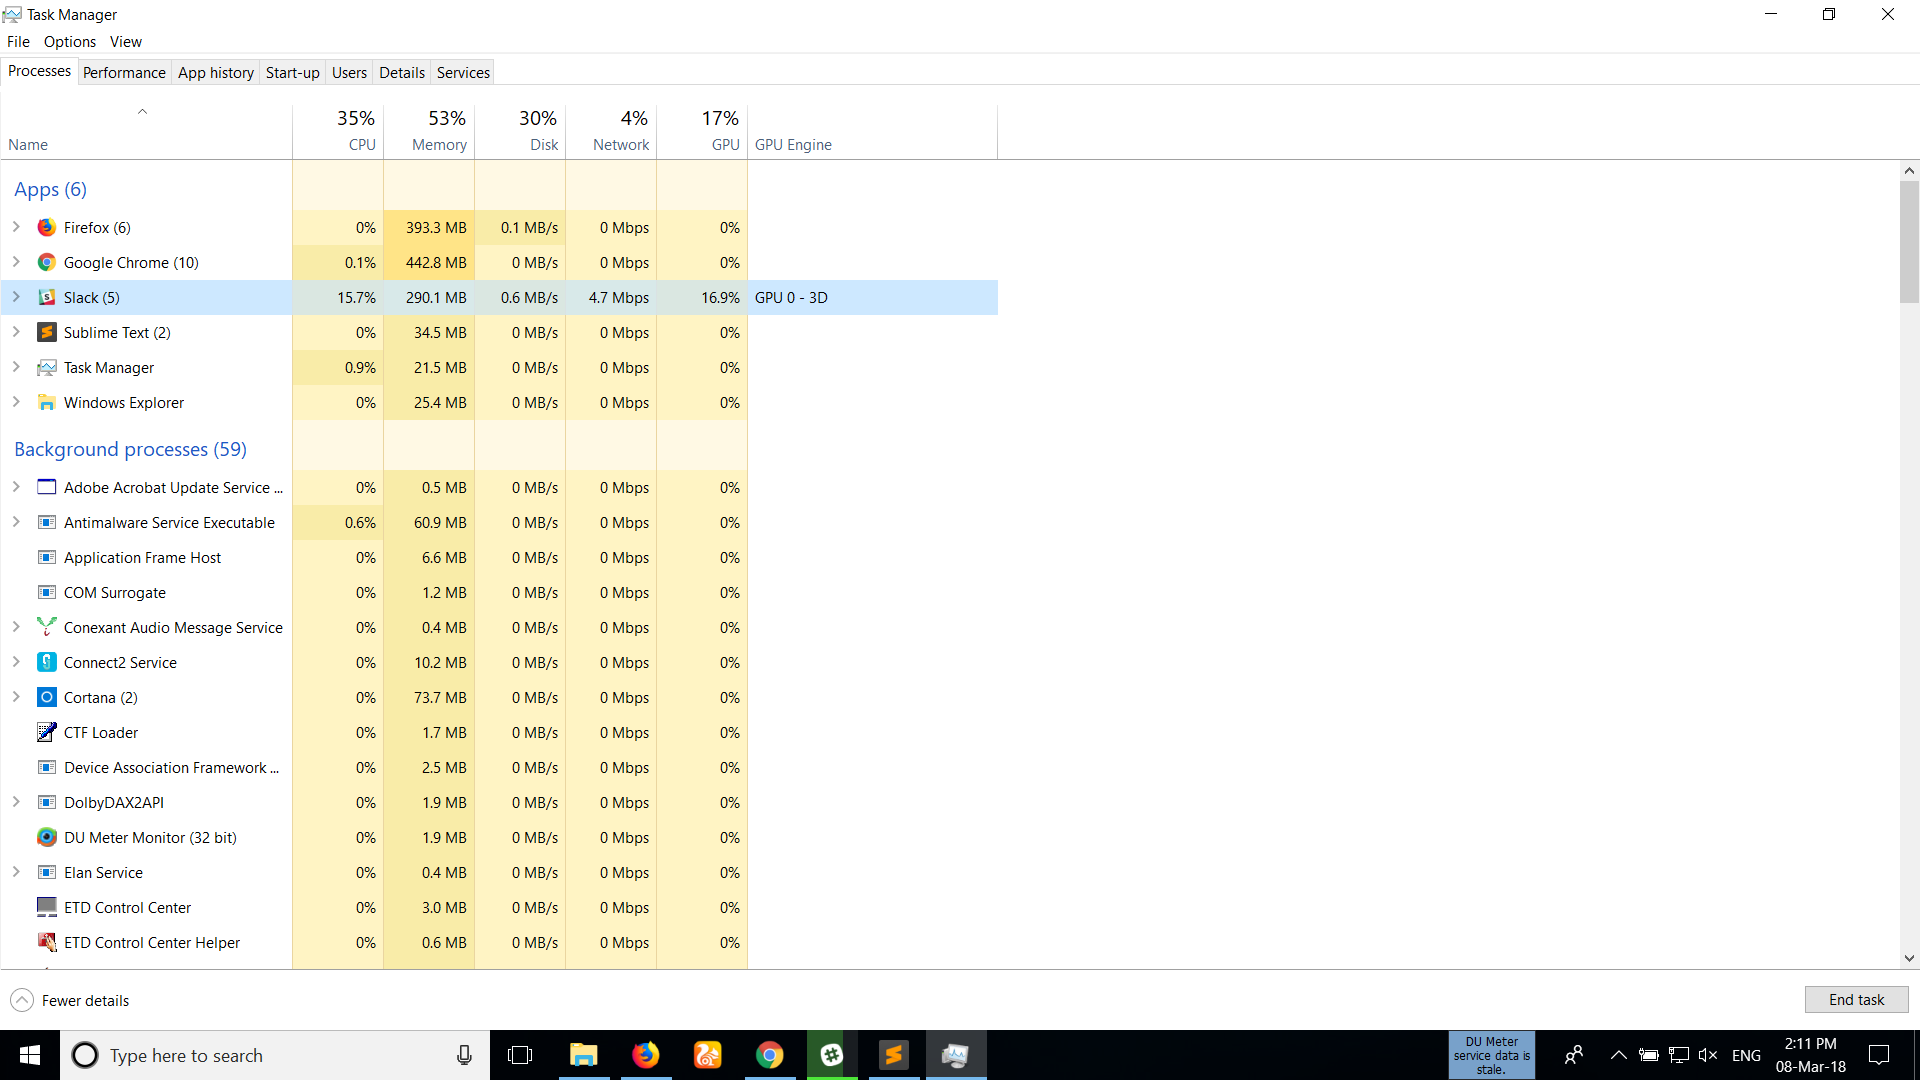 Task Manager
File Options View
Processes Performance App history Start-up Users Details Services
35% 53% 30% 4% 17%
Name CPU Memory Disk Network GPU GPU Engine
Apps (6)
Firefox (6) 0% 393.3 MB 0.1 MB/s 0 Mbps 0%
Google Chrome (10) 0.1% 442.8 MB 0 MB/s 0 Mbps 0%
Slack (5) 15.7% 290.1 MB 0.6 MB/s 4.7 Mbps 16.9% GPU 0 - 3D
Sublime Text (2) 0% 34.5 MB 0 MB/s 0 Mbps 0%
Task Manager 0.9% 21.5 MB 0 MB/s 0 Mbps 0%
Windows Explorer 0% 25.4 MB 0 MB/s 0 Mbps 0%
Background processes (59)
Adobe Acrobat Update Service ... 0% 0.5 MB 0 MB/s 0 Mbps 0%
Antimalware Service Executable 0.6% 60.9 MB 0 MB/s 0 Mbps 0%
Application Frame Host 0% 6.6 MB 0 MB/s 0 Mbps 0%
COM Surrogate 0% 1.2 MB 0 MB/s 0 Mbps 0%
Conexant Audio Message Service 0% 0.4 MB 0 MB/s 0 Mbps 0%
Connect2 Service 0% 10.2 MB 0 MB/s 0 Mbps 0%
Cortana (2) 0% 73.7 MB 0 MB/s 0 Mbps 0%
CTF Loader 0% 1.7 MB 0 MB/s 0 Mbps 0%
Device Association Framework ... 0% 2.5 MB 0 MB/s 0 Mbps 0%
DolbyDAX2API 0% 1.9 MB 0 MB/s 0 Mbps 0%
DU Meter Monitor (32 bit) 0% 1.9 MB 0 MB/s 0 Mbps 0%
Elan Service 0% 0.4 MB 0 MB/s 0 Mbps 0%
ETD Control Center 0% 3.0 MB 0 MB/s 0 Mbps 0%
ETD Control Center Helper 0% 0.6 MB 0 MB/s 0 Mbps 0%
Fewer details End task
Type here to search
DU Meter
service data is
stale.
ENG
2:11 PM
08-Mar-18